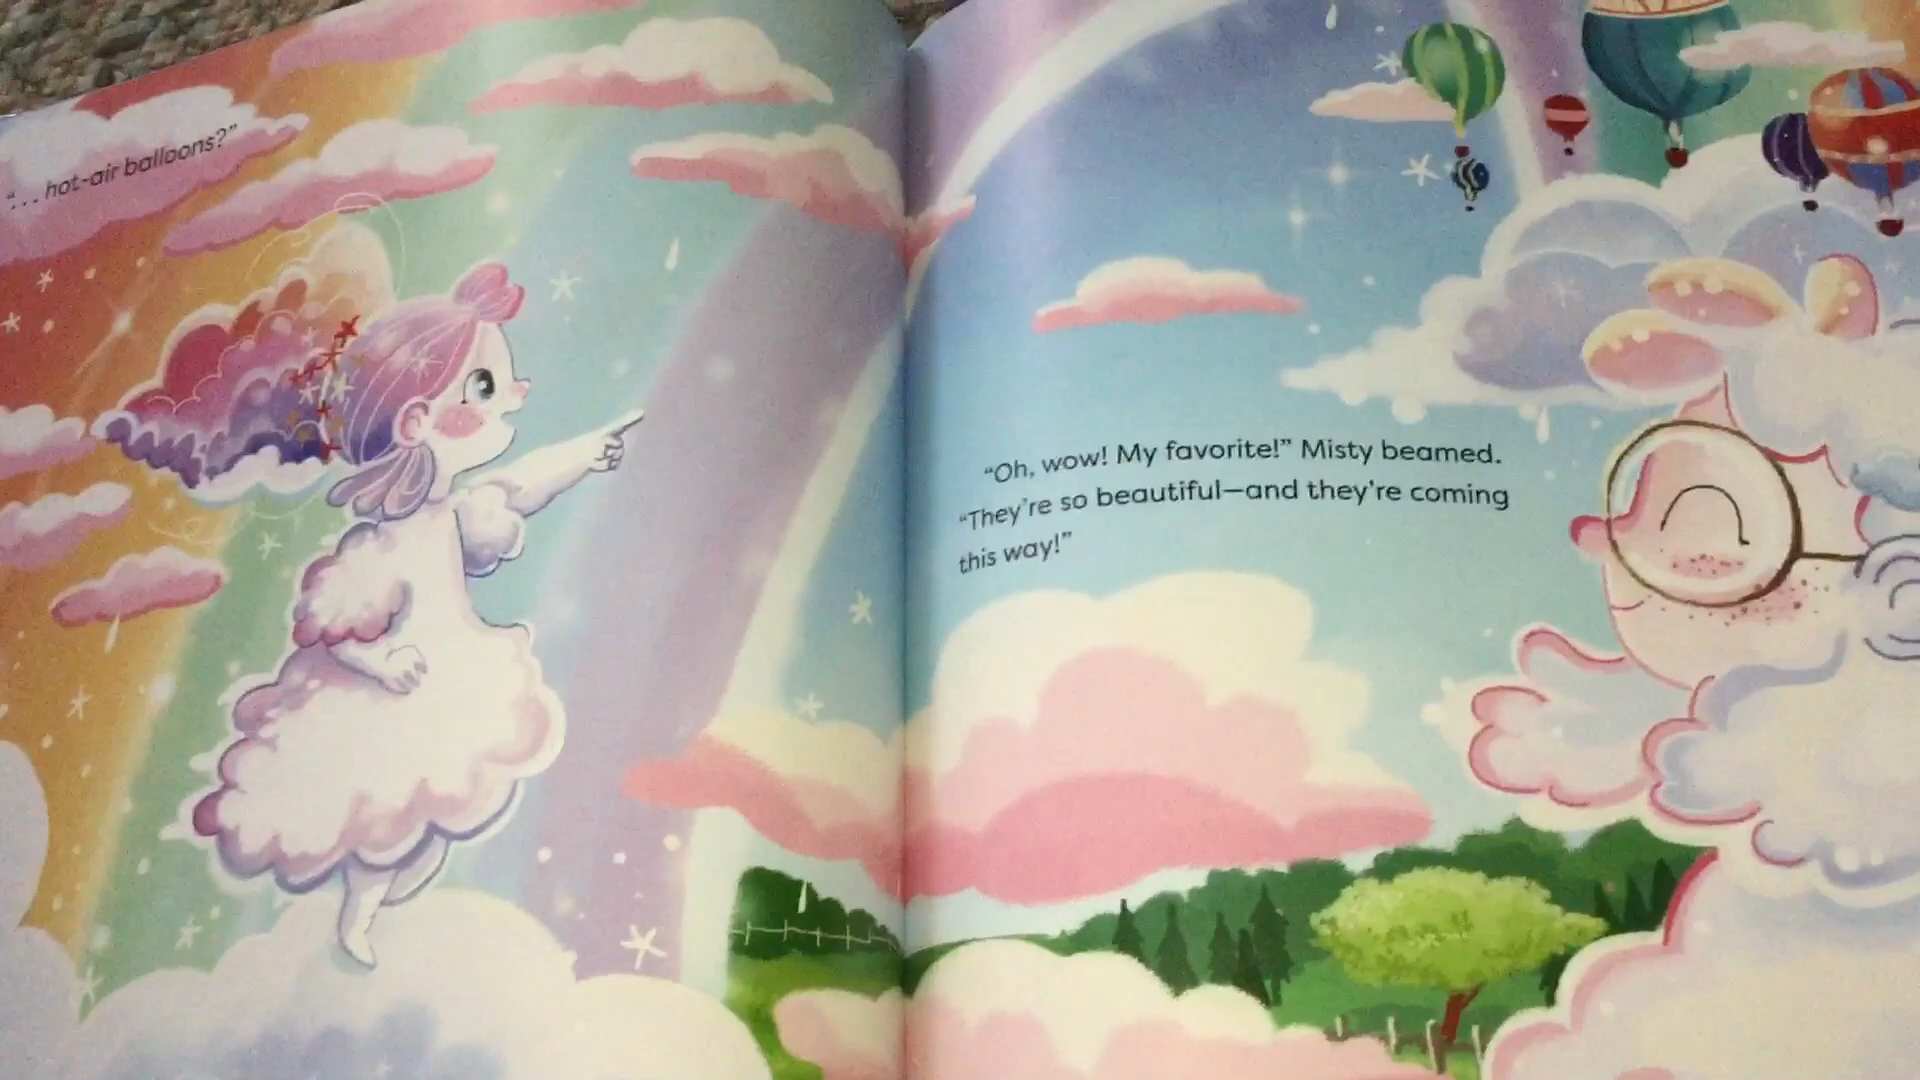 “... hot-air balloons?”
“Oh, wow! My favorite!” Misty beamed.
“They’re so beautiful—and they’re coming
this way!”